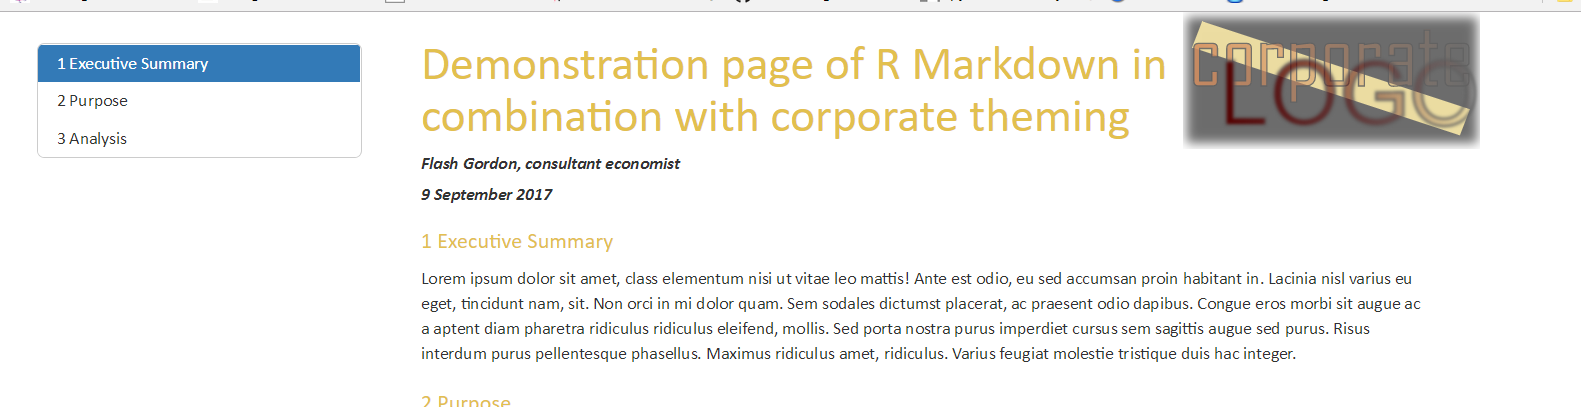 1 Executive Summary
2 Purpose
3 Analysis
Demonstration page of R Markdown in
combination with corporate theming
corporate
LOGO
Flash Gordon, consultant economist
9 September 2017
1 Executive Summary
Lorem ipsum dolor sit amet, class elementum nisi ut vitae leo mattis! Ante est odio, eu sed accumsan proin habitant in. Lacinia nisl varius eu
eget, tincidunt nam, sit. Non orci in mi dolor quam. Sem sodales dictumst placerat, ac praesent odio dapibus. Congue eros morbi sit augue ac
a aptent diam pharetra ridiculus ridiculus eleifend, mollis. Sed porta nostra purus imperdiet cursus sem sagittis augue sed purus. Risus
interdum purus pellentesque phasellus. Maximus ridiculus amet, ridiculus. Varius feugiat molestie tristique duis hac integer.
2 Purpose